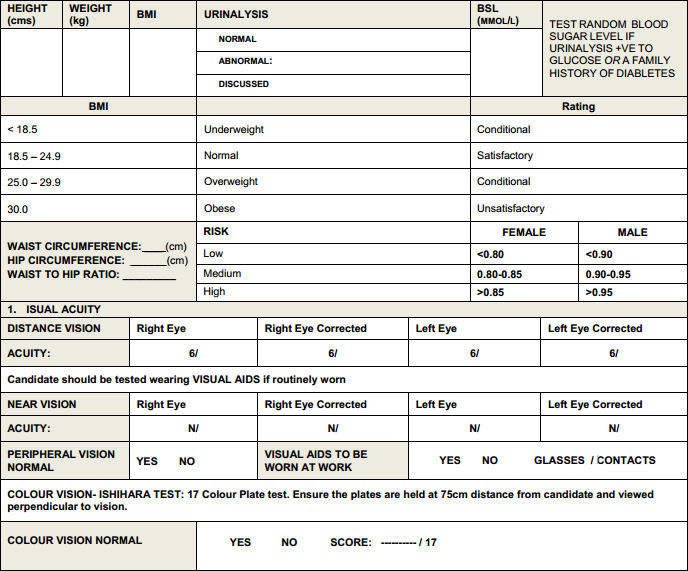 HEIGHT (cms) WEIGHT (kg) BMI URINALYSIS BSL (MMOL/L)
NORMAL
ABNORMAL:
DISCUSSED
TEST RANDOM BLOOD
SUGAR LEVEL IF
URINALYSIS +VE TO
GLUCOSE OR A FAMILY
HISTORY OF DIABLETES
BMI Rating
< 18.5 Underweight Conditional
18.5 – 24.9 Normal Satisfactory
25.0 – 29.9 Overweight Conditional
30.0 Obese Unsatisfactory
WAIST CIRCUMFERENCE:____(cm)
HIP CIRCUMFERENCE: ______(cm)
WAIST TO HIP RATIO: _________
RISK FEMALE MALE
Low <0.80 <0.90
Medium 0.80-0.85 0.90-0.95
High >0.85 >0.95
1. ISUAL ACUITY
DISTANCE VISION Right Eye Right Eye Corrected Left Eye Left Eye Corrected
ACUITY: 6/ 6/ 6/ 6/
Candidate should be tested wearing VISUAL AIDS if routinely worn
NEAR VISION Right Eye Right Eye Corrected Left Eye Left Eye Corrected
ACUITY: N/ N/ N/ N/
PERIPHERAL VISION
NORMAL
YES NO
VISUAL AIDS TO BE
WORN AT WORK
YES NO GLASSES / CONTACTS
COLOUR VISION- ISHIHARA TEST: 17 Colour Plate test. Ensure the plates are held at 75cm distance from candidate and viewed
perpendicular to vision.
COLOUR VISION NORMAL YES NO SCORE: ---------- / 17